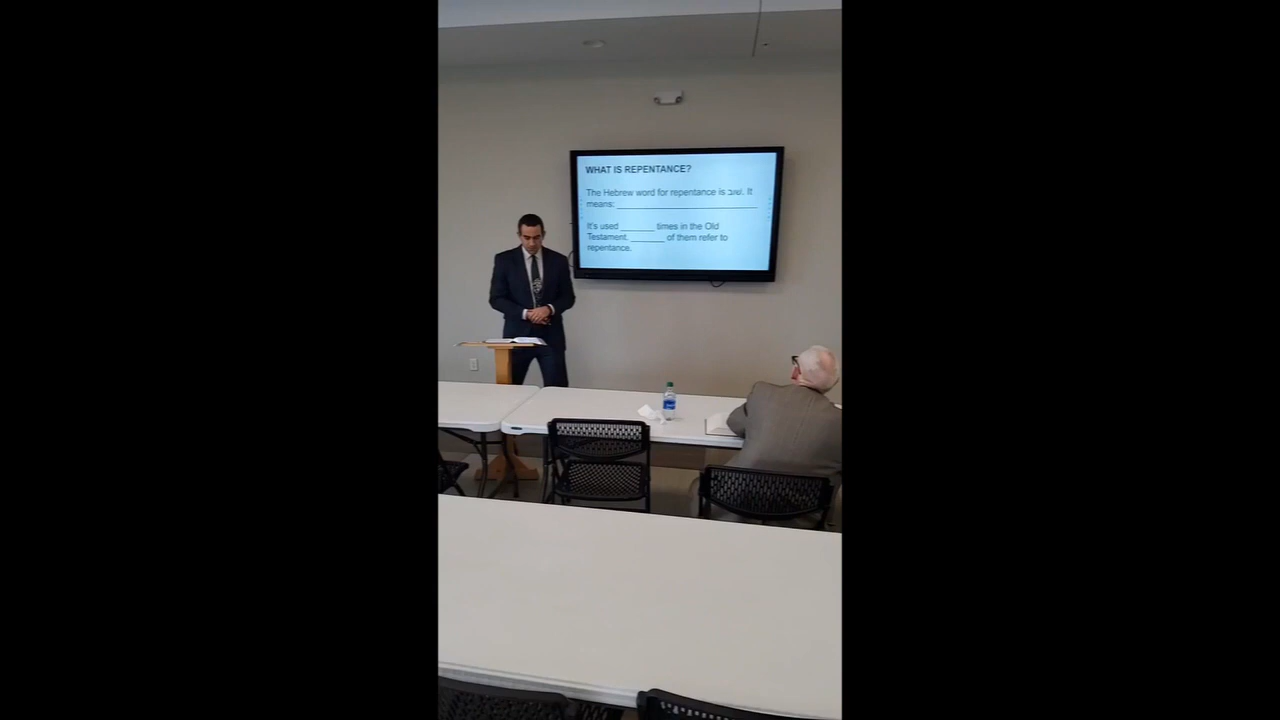 WHAT IS REPENTANCE?
The Hebrew word for repentance is שוב. It
means: ________________________________
It's used _______ times in the Old
Testament, _______ of them refer to
repentance.